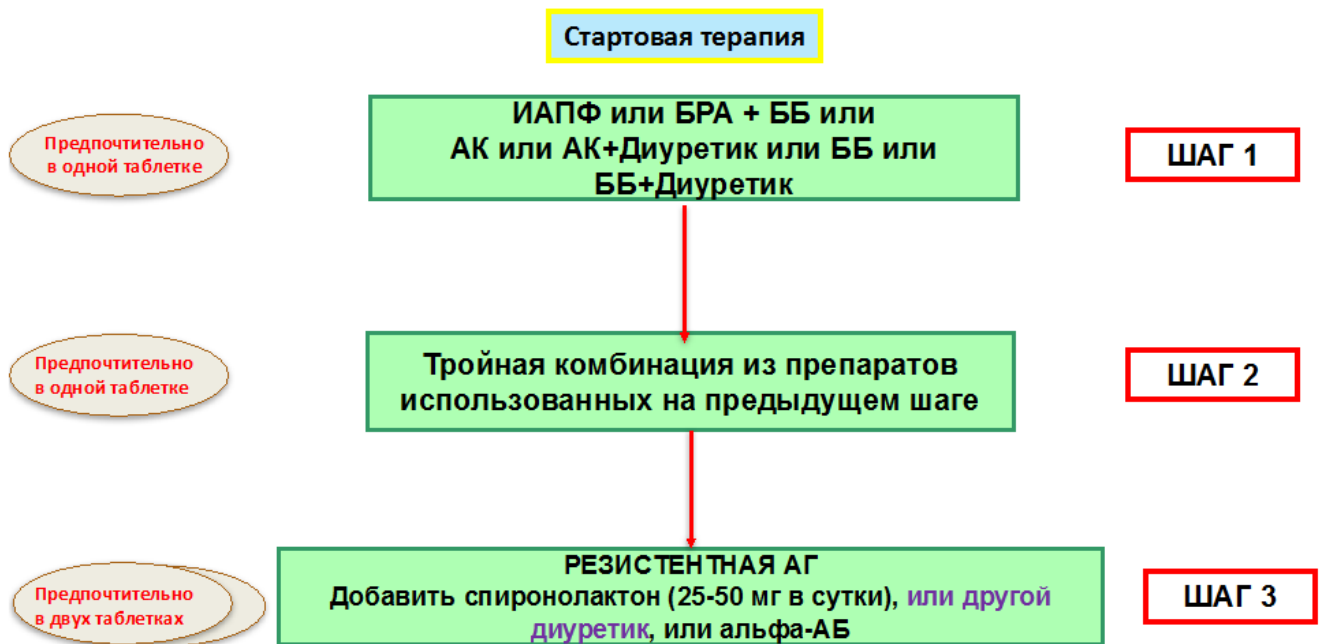 Стартовая терапия
Предпочтительно
в одной таблетке
ИАПФ или БРА + ББ или
АК или АК+Диуретик или ББ или
ББ+Диуретик
ШАГ 1
Предпочтительно
в одной таблетке
Тройная комбинация из препаратов
использованных на предыдущем шаге
ШАГ 2
Предпочтительно
в двух таблетках
РЕЗИСТЕНТНАЯ АГ
Добавить спиронолактон (25-50 мг в сутки), или другой
диуретик, или альфа-АБ
ШАГ 3